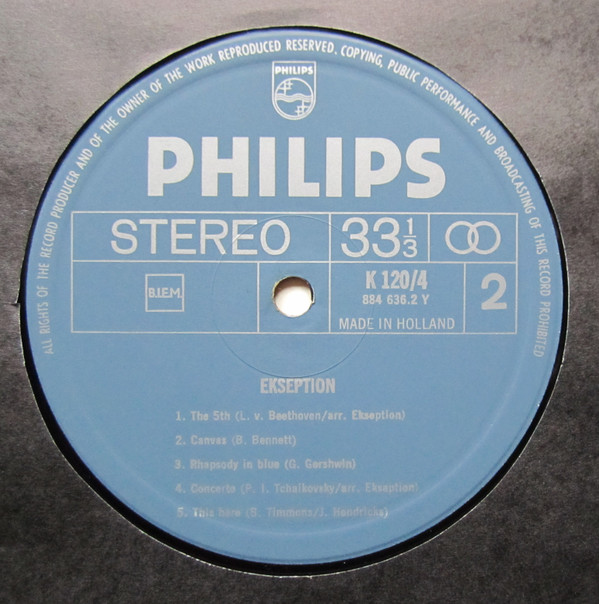 ALL RIGHTS OF THE RECORD PRODUCER AND OF THE OWNER OF THE WORK REPRODUCED RESERVED, COPYING, PUBLIC PERFORMANCE AND BROADCASTING OF THIS RECORD PROHIBITED
PHILIPS
PHILIPS
STEREO 33 1/3
B.I.E.M. K 120/4 2
884 636.2 Y
MADE IN HOLLAND
EKSEPTION
1. The 5th (L. v. Beethoven/arr. Ekseption)
2. Canvas (B. Bennett)
3. Rhapsody in blue (G. Gershwin)
4. Concerto (P. I. Tchaikovsky/arr. Ekseption)
5. This here (B. Timmons/J. Hendricks)